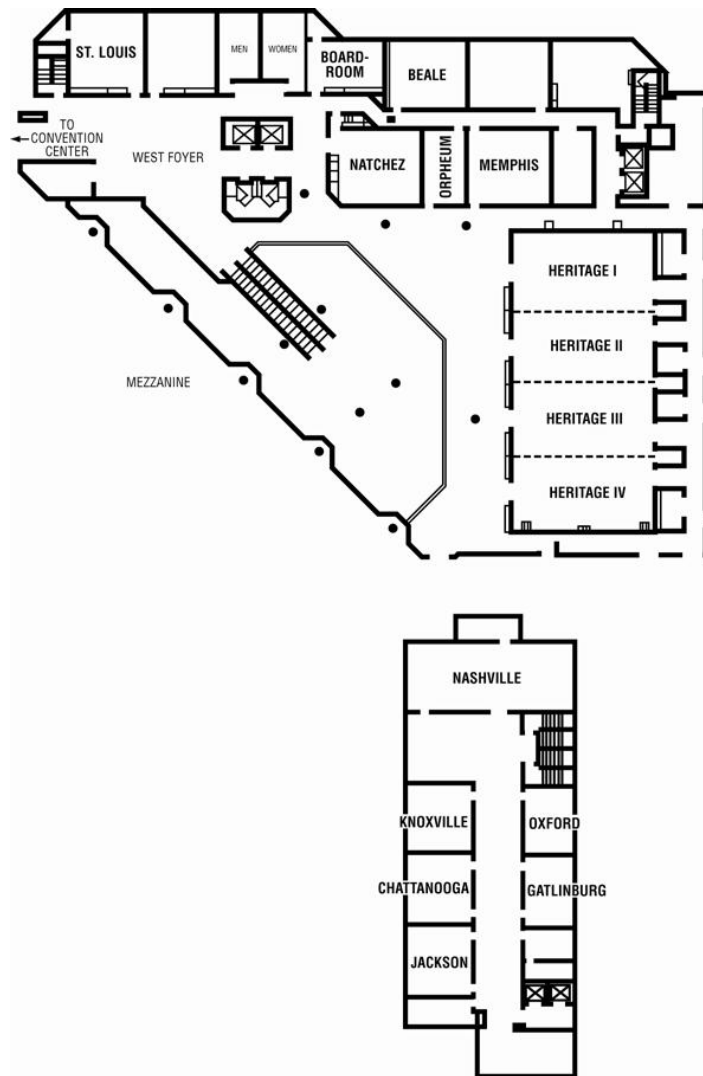 ST. LOUIS
MEN
WOMEN
BOARD-
ROOM
BEALE
TO
CONVENTION
CENTER
WEST FOYER
NATCHEZ
ORPHEUM
MEMPHIS
HERITAGE I
HERITAGE II
MEZZANINE
HERITAGE III
HERITAGE IV
NASHVILLE
KNOXVILLE
OXFORD
CHATTANOOGA
GATLINBURG
JACKSON